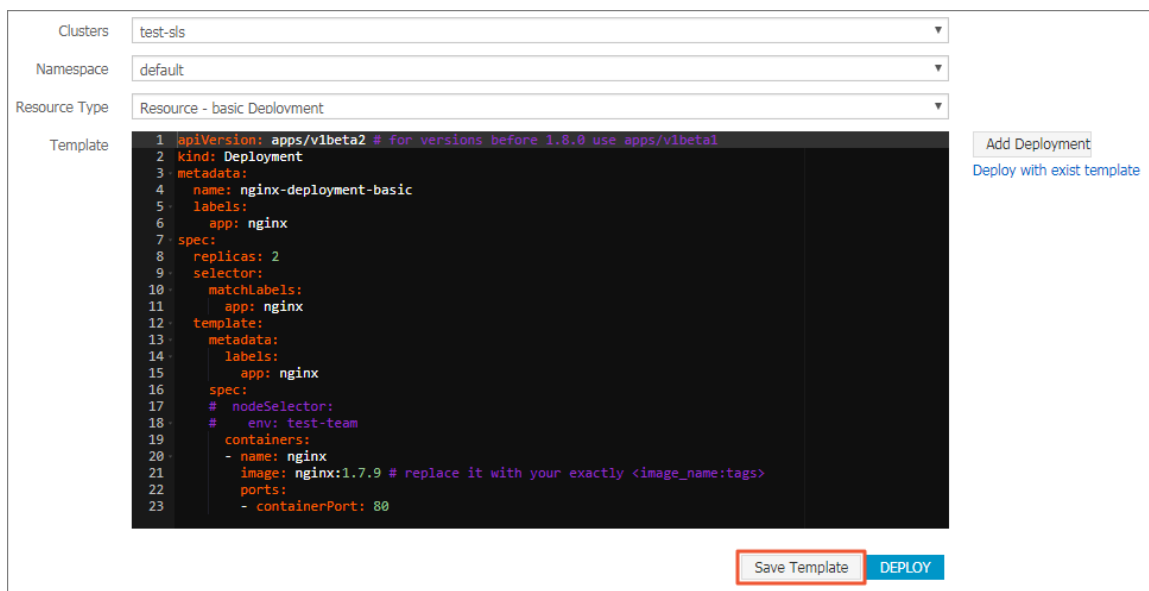 Clusters test-sls
Namespace default
Resource Type Resource - basic Deployment
Template
1 apiVersion: apps/v1beta2 # for versions before 1.8.0 use apps/v1beta1
2 kind: Deployment
3 metadata:
4   name: nginx-deployment-basic
5   labels:
6     app: nginx
7 spec:
8   replicas: 2
9   selector:
10     matchLabels:
11       app: nginx
12   template:
13     metadata:
14       labels:
15         app: nginx
16     spec:
17     #  nodeSelector:
18     #    env: test-team
19       containers:
20       - name: nginx
21         image: nginx:1.7.9 # replace it with your exactly <image_name:tags>
22         ports:
23         - containerPort: 80
Add Deployment
Deploy with exist template
Save Template DEPLOY